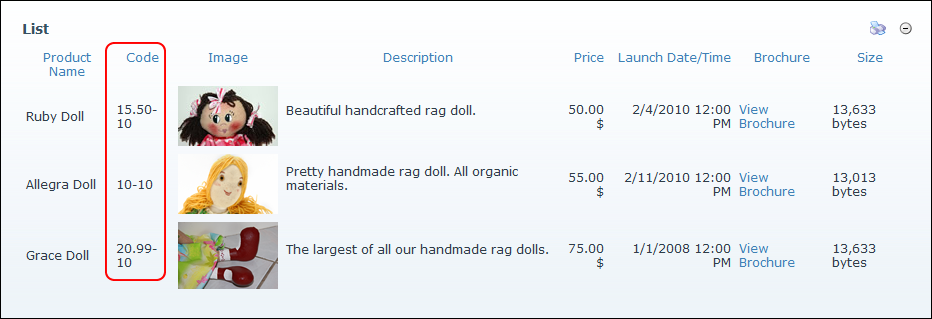 List
Product Name Code Image Description Price Launch Date/Time Brochure Size
Ruby Doll 15.50-10 Beautiful handcrafted rag doll. 50.00 $ 2/4/2010 12:00 PM View Brochure 13,633 bytes
Allegra Doll 10-10 Pretty handmade rag doll. All organic materials. 55.00 $ 2/11/2010 12:00 PM View Brochure 13,013 bytes
Grace Doll 20.99-10 The largest of all our handmade rag dolls. 75.00 $ 1/1/2008 12:00 PM View Brochure 13,633 bytes